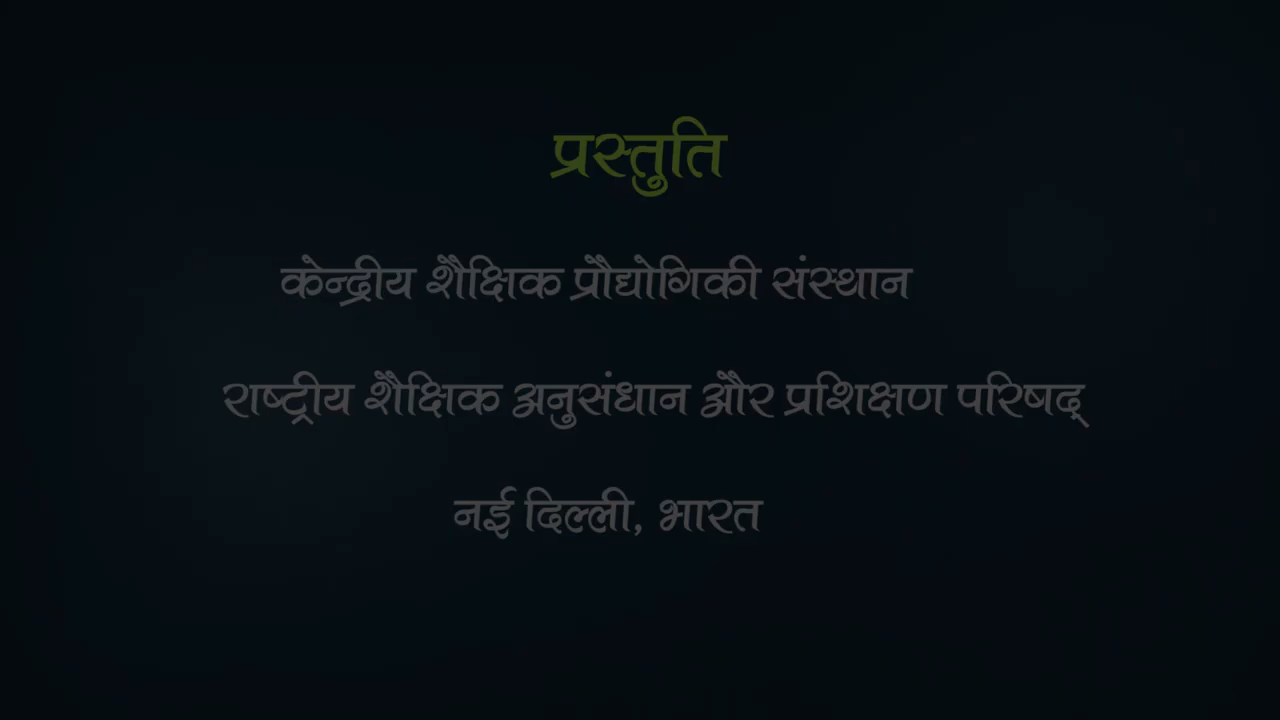 प्रस्तुति
केन्द्रीय शैक्षिक प्रौद्योगिकी संस्थान
राष्ट्रीय शैक्षिक अनुसंधान और प्रशिक्षण परिषद्
नई दिल्ली, भारत